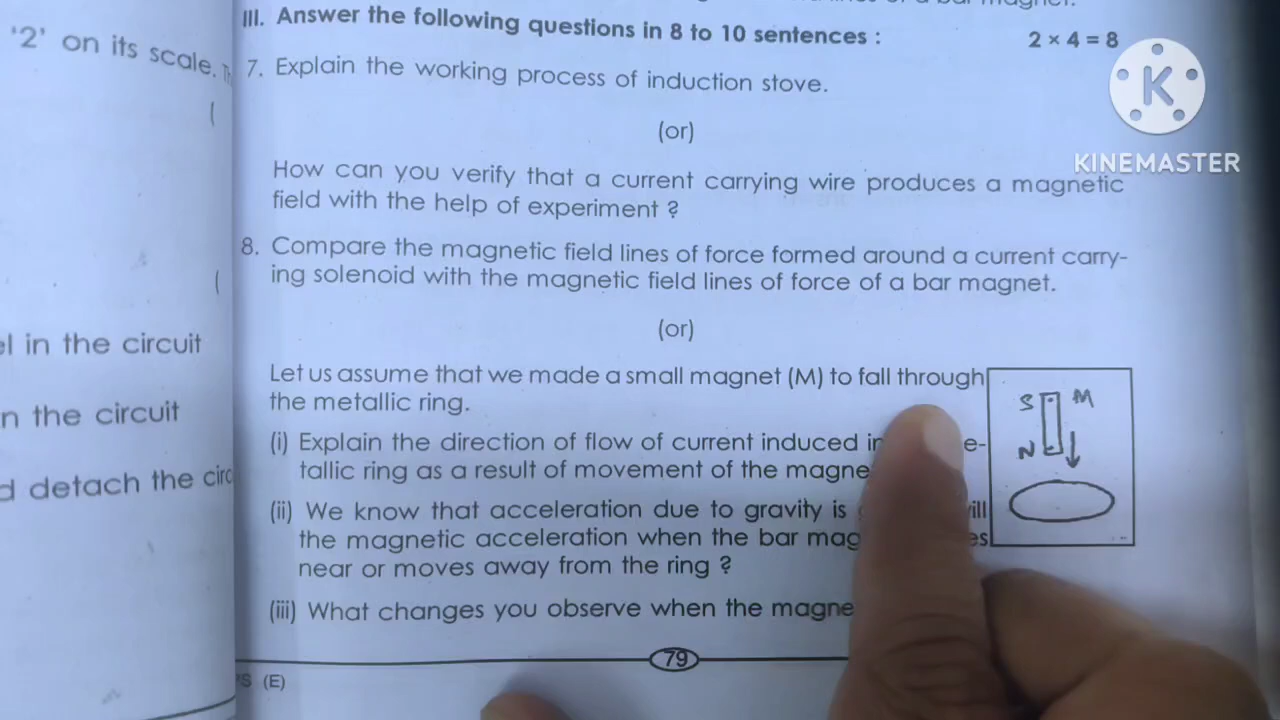 '2' on its scale.
III. Answer the following questions in 8 to 10 sentences : 2 × 4 = 8
7. Explain the working process of induction stove.
(or)
How can you verify that a current carrying wire produces a magnetic
field with the help of experiment ?
8. Compare the magnetic field lines of force formed around a current carry-
ing solenoid with the magnetic field lines of force of a bar magnet.
(or)
Let us assume that we made a small magnet (M) to fall through
the metallic ring.
(i) Explain the direction of flow of current induced in
tallic ring as a result of movement of the
(ii) We know that acceleration due to gravity is
the magnetic acceleration when the bar
near or moves away from the ring ?
(iii) What changes you observe when the
79
(E)
in the circuit
in the circuit
detach the
S M
N
K
KINEMASTER